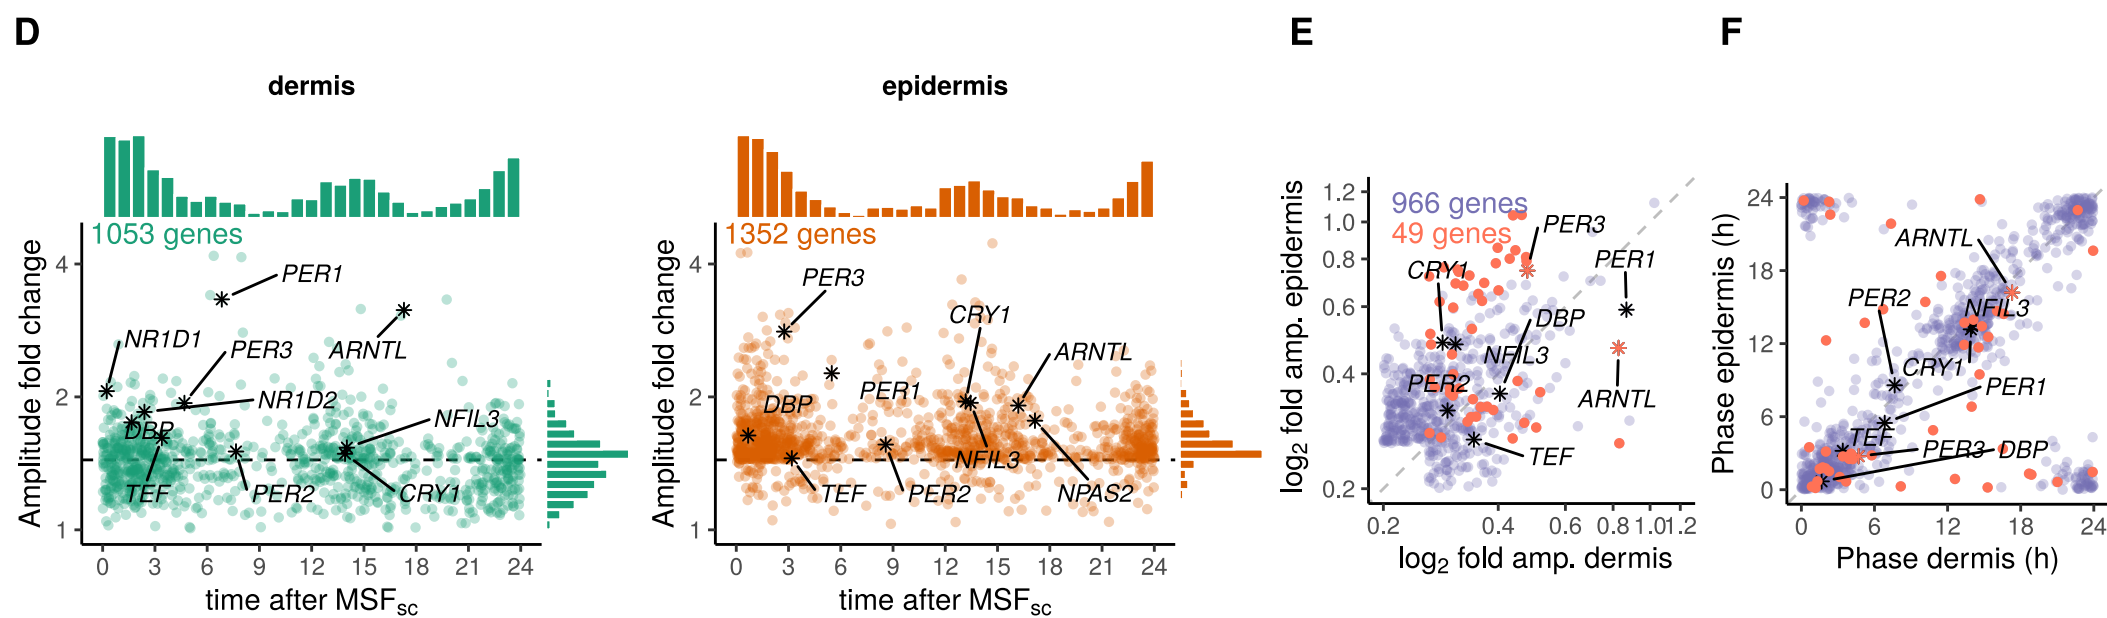 D
dermis
1053 genes
PER1
NR1D1
PER3
ARNTL
NR1D2
DBP
NFIL3
TEF
PER2
CRY1
Amplitude fold change
4
2
1
0 3 6 9 12 15 18 21 24
time after MSFsc
epidermis
1352 genes
PER3
CRY1
ARNTL
PER1
DBP
NFIL3
TEF
PER2
NPAS2
Amplitude fold change
4
2
1
0 3 6 9 12 15 18 21 24
time after MSFsc
E
966 genes
49 genes
PER3
CRY1
PER1
DBP
NFIL3
PER2
ARNTL
TEF
log2 fold amp. epidermis
1.2
1.0
0.8
0.6
0.4
0.2
0.2 0.4 0.6 0.8 1.0 1.2
log2 fold amp. dermis
F
ARNTL
PER2
NFIL3
CRY1
PER1
TEF
PER3
DBP
Phase epidermis (h)
24
18
12
6
0
0 6 12 18 24
Phase dermis (h)